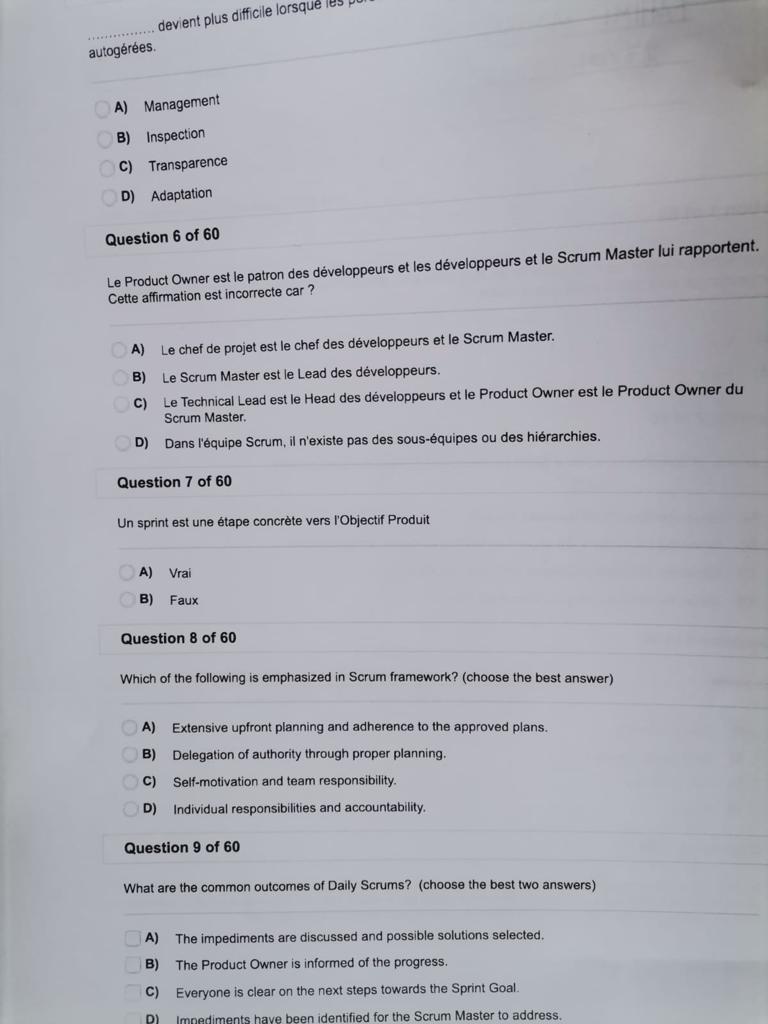 ............... devient plus difficile lorsque les
autogérées.
A) Management
B) Inspection
C) Transparence
D) Adaptation
Question 6 of 60
Le Product Owner est le patron des développeurs et les développeurs et le Scrum Master lui rapportent.
Cette affirmation est incorrecte car ?
A) Le chef de projet est le chef des développeurs et le Scrum Master.
B) Le Scrum Master est le Lead des développeurs.
C) Le Technical Lead est le Head des développeurs et le Product Owner est le Product Owner du
Scrum Master.
D) Dans l'équipe Scrum, il n'existe pas des sous-équipes ou des hiérarchies.
Question 7 of 60
Un sprint est une étape concrète vers l'Objectif Produit
A) Vrai
B) Faux
Question 8 of 60
Which of the following is emphasized in Scrum framework? (choose the best answer)
A) Extensive upfront planning and adherence to the approved plans.
B) Delegation of authority through proper planning.
C) Self-motivation and team responsibility.
D) Individual responsibilities and accountability.
Question 9 of 60
What are the common outcomes of Daily Scrums? (choose the best two answers)
A) The impediments are discussed and possible solutions selected.
B) The Product Owner is informed of the progress.
C) Everyone is clear on the next steps towards the Sprint Goal.
D) Impediments have been identified for the Scrum Master to address.